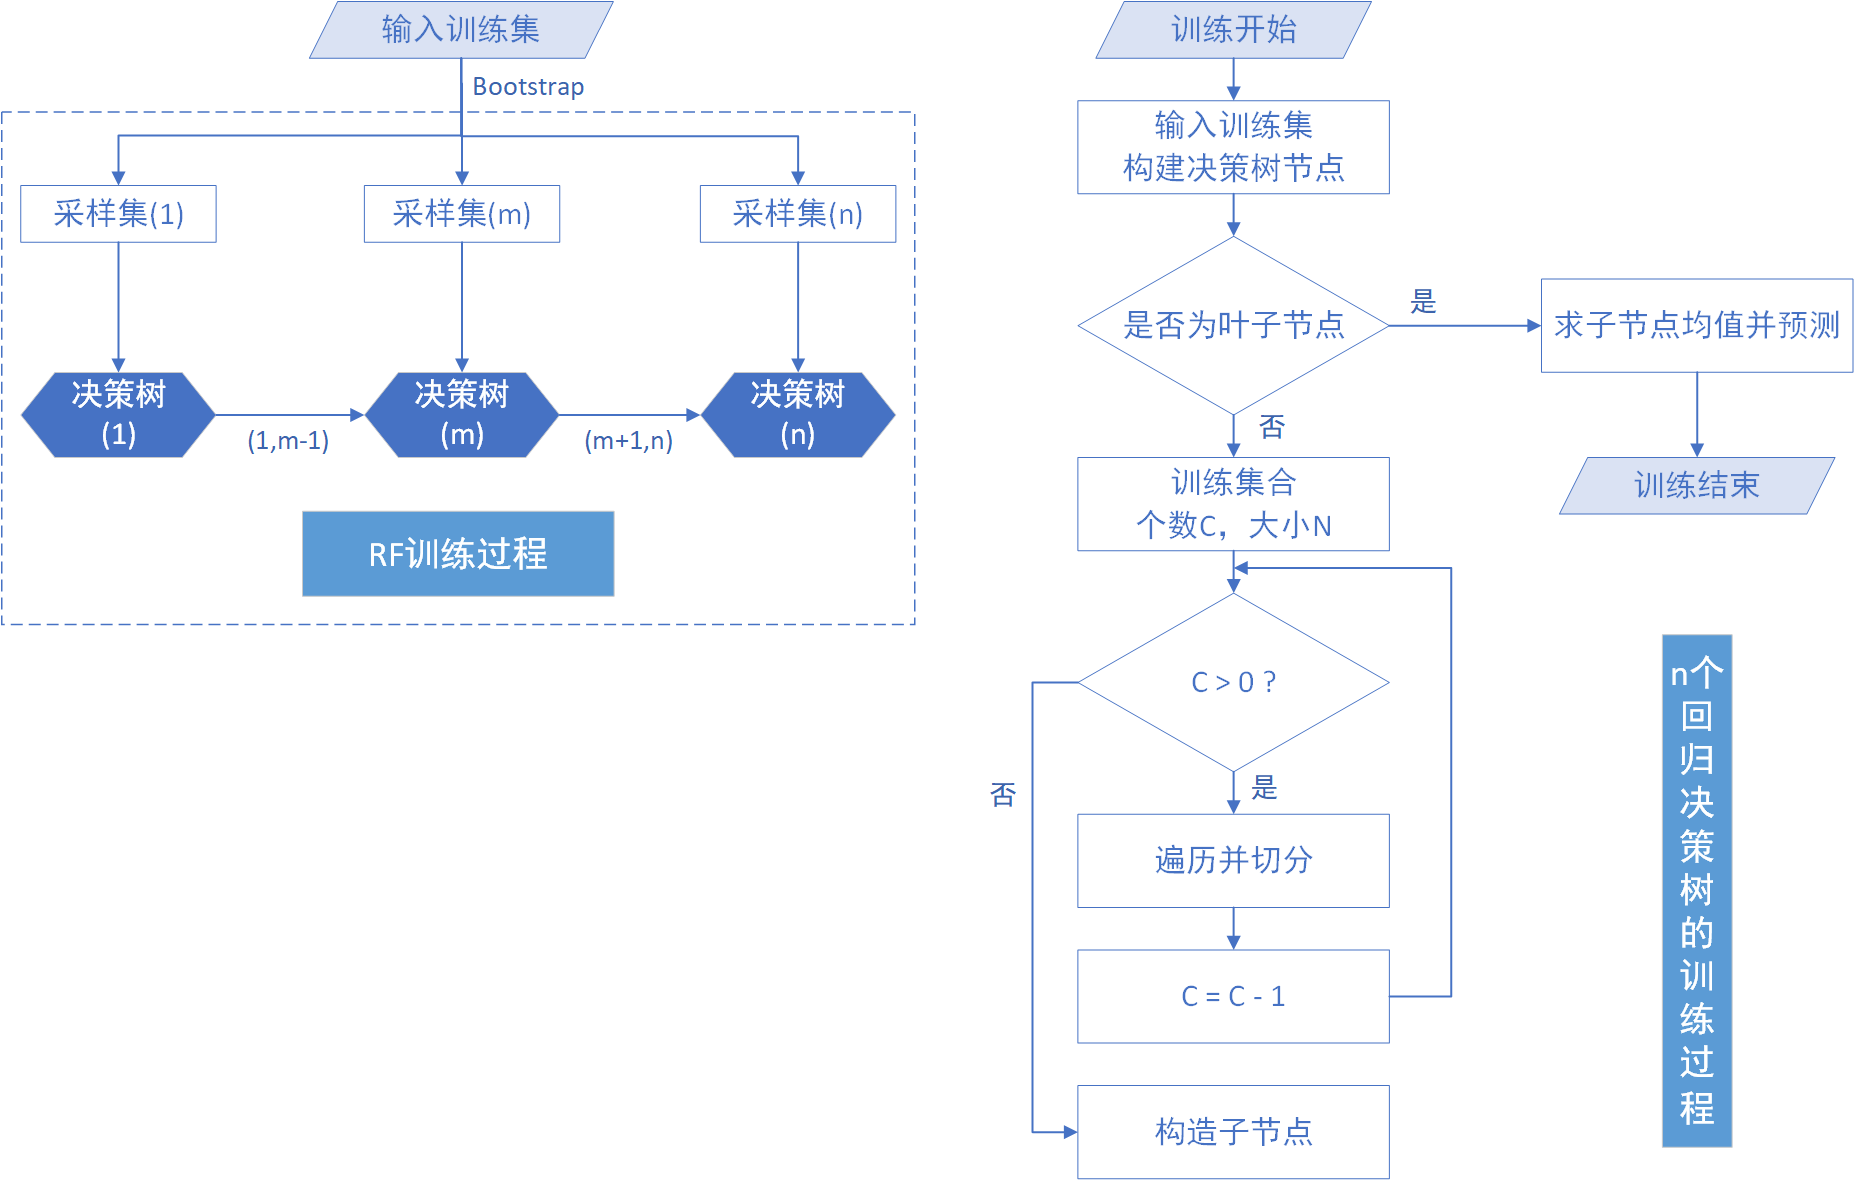 输入训练集
Bootstrap
采样集(1)
采样集(m)
采样集(n)
决策树
(1)
(1,m-1)
决策树
(m)
(m+1,n)
决策树
(n)
RF训练过程
训练开始
输入训练集
构建决策树节点
是否为叶子节点
是
求子节点均值并预测
训练结束
否
训练集合
个数C，大小N
C > 0 ?
否
是
遍历并切分
C = C - 1
构造子节点
n个
回
归
决
策
树
的
训
练
过
程